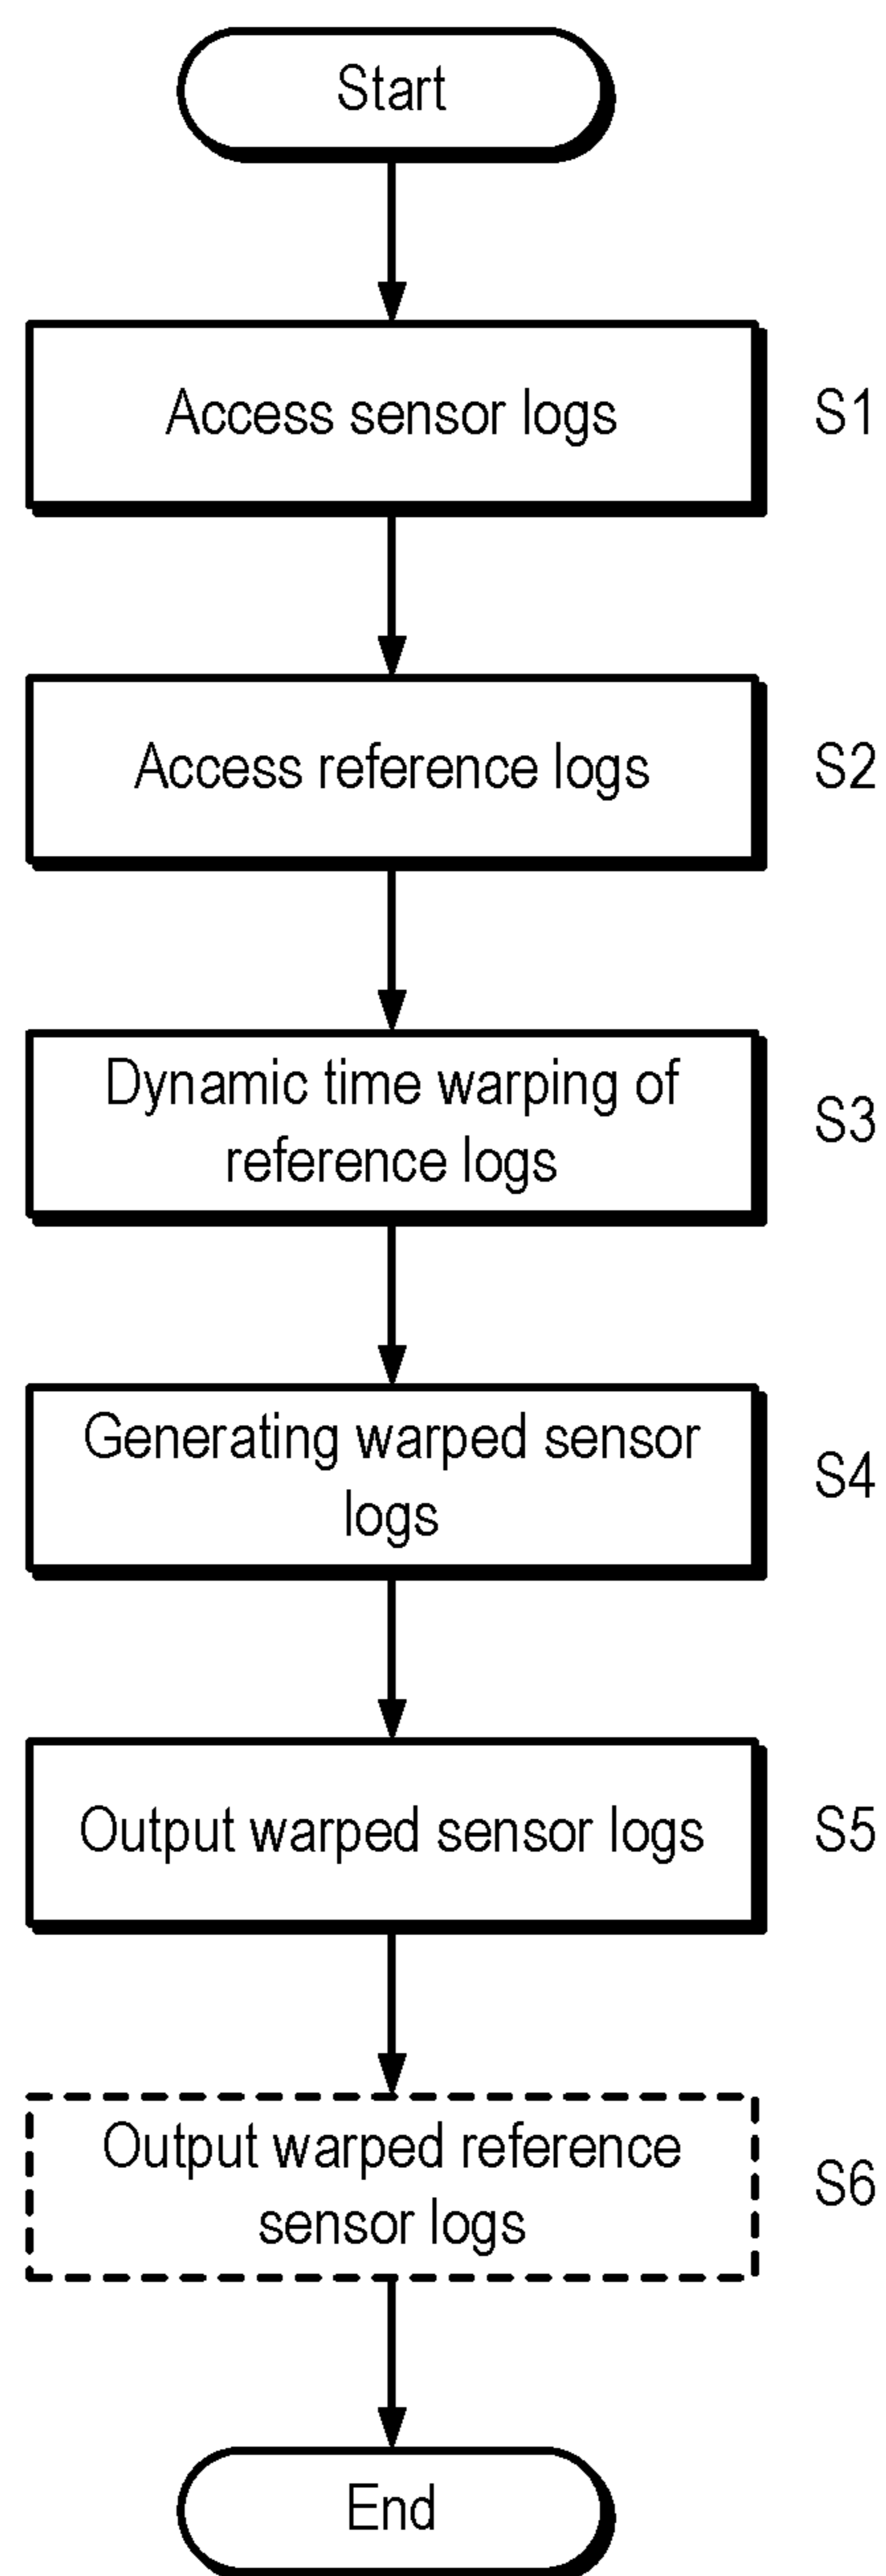 Start
Access sensor logs
S1
Access reference logs
S2
Dynamic time warping of
reference logs
S3
Generating warped sensor
logs
S4
Output warped sensor logs
S5
Output warped reference
sensor logs
S6
End